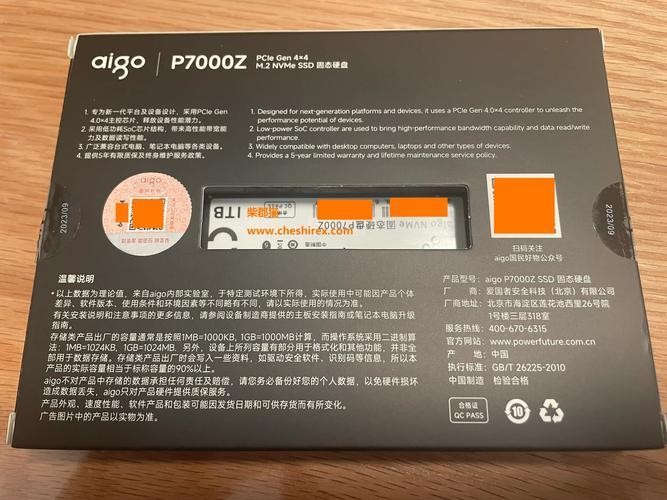 aigo
P7000Z
PCIe Gen 4×4
M.2 NVMe SSD 固态硬盘
1. 专为新一代平台及设备设计，采用PCIe Gen
4.0×4主控芯片，释放设备性能潜力。
2. 采用低功耗SoC芯片结构，带来高性能带宽能
力及数据读写性能。
3. 广泛兼容台式电脑、笔记本电脑等各类设备。
4. 提供5年有限质保及终身维护服务政策。
1. Designed for next-generation platforms and devices, it uses a PCIe Gen 4.0×4 controller to unleash the
performance potential of devices.
2. Low-power SoC controller are used to bring high-performance bandwidth capability and data read/write
performance.
3. Widely compatible with desktop computers, laptops and other types of devices.
4. Provides a 5-year limited warranty and lifetime maintenance service policy.
2023/09
aigo
1TB
合格证
QC PASS
柴郡猫
www.cheshirex.com
中国制造
固态硬盘P7000Z
aigo NVMe
2023/09
扫码关注
aigo国民好物公众号
温馨说明
*以上数据为理论值，来自aigo内部实验室，于特定测试环境下所得，实际使用中可能因产品个体
差异、软件版本、使用条件和环境因素等不同略有不同，请以实际使用的情况为准。
有关安装说明和注意事项的更多信息，请参阅设备制造商提供的主板安装指南或笔记本电脑升级
指南。
存储类产品出厂的容量通常是按照1MB=1000KB，1GB=1000MB计算，而操作系统采用二进制算
法：1MB=1024KB，1GB=1024MB。另外，设备上所列容量有部分用于格式化和其他功能，并非全
部用于数据存储。存储类产品出厂时会写入一些资料，如驱动安全软件、识别码等信息，所以本产
品的实际容量相当于标称容量的90%以上。
aigo不对产品中存储的数据承担任何责任及赔偿，请您务必备份好您的个人数据，以免硬件损坏
造成数据丢失，aigo只对产品硬件提供质保服务。
产品外观、速度性能、软件产品和包装可能因发货日期和可供存货而有所变化。
广告图片中的产品以实物为准。
产品型号：aigo P7000Z SSD 固态硬盘
厂商：爱国者安全科技（北京）有限公司
厂商地址：北京市海淀区莲花池西里26号院
1号楼三层318室
服务热线：400-670-6315
官方网站：www.powerfuture.com.cn
产地：中国
执行标准：GB/T 26225-2010
中国制造 检验合格
合格证
QC PASS
10